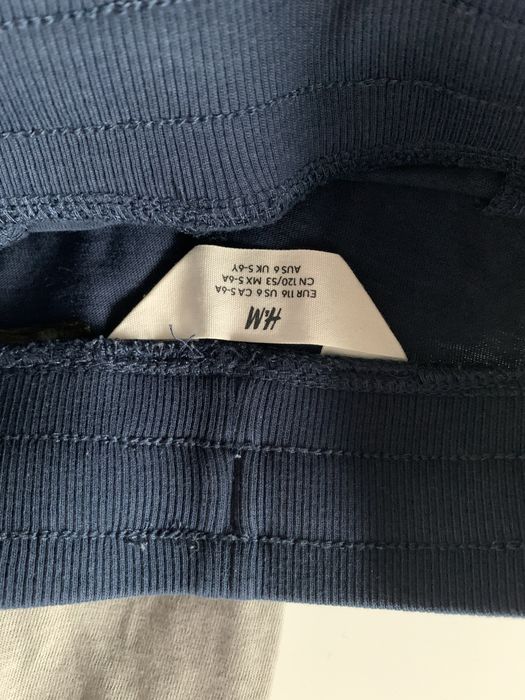 H&M
EUR 116 US 6 CA 5-6A
CN 120/53 MX 5-6A
AUS 6 UK 5-6Y